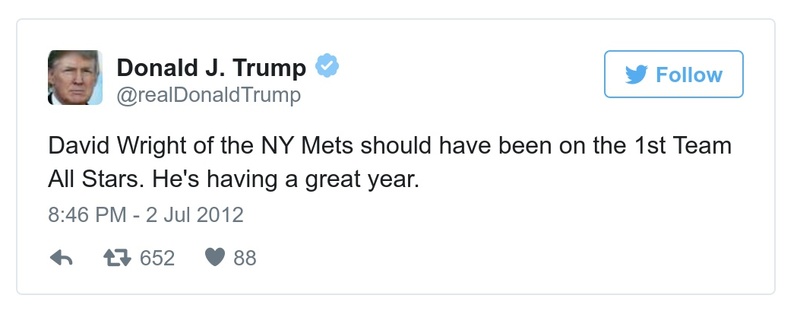 Donald J. Trump
@realDonaldTrump
Follow
David Wright of the NY Mets should have been on the 1st Team
All Stars. He's having a great year.
8:46 PM - 2 Jul 2012
652 88